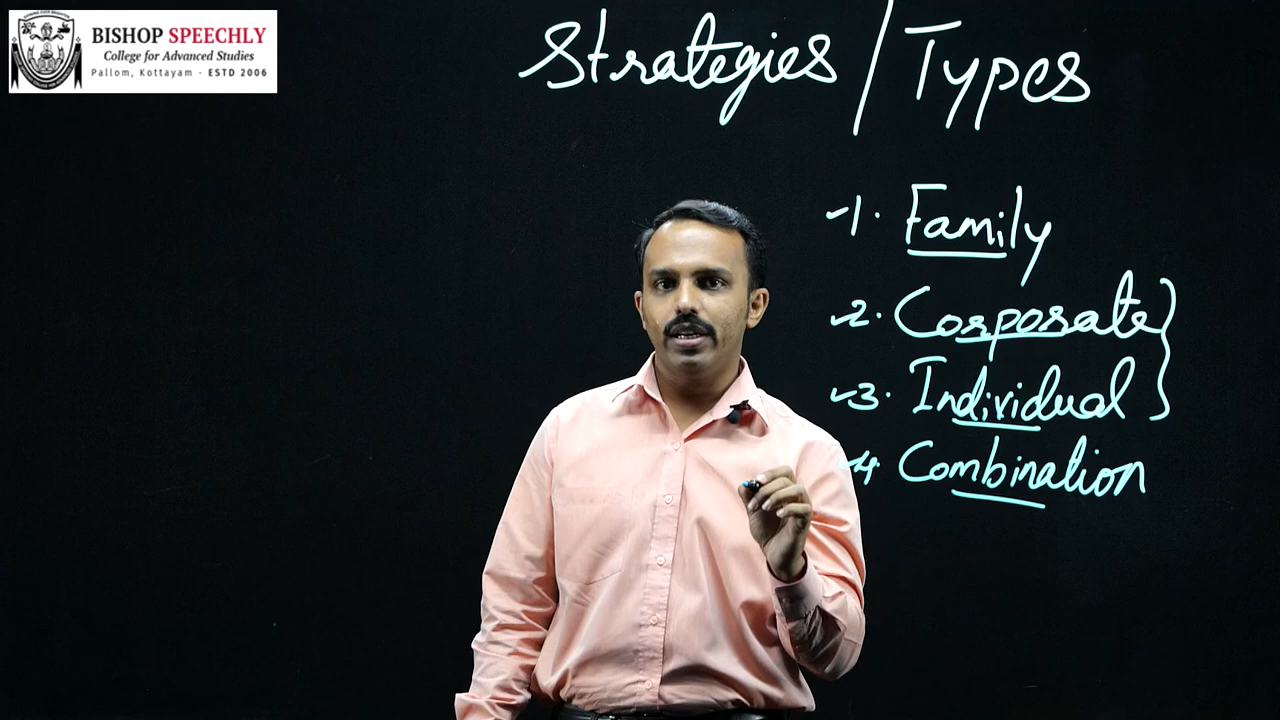 BISHOP SPEECHLY
College for Advanced Studies
Pallom, Kottayam - ESTD 2006
Strategies / Types
1. Family
2. Corporate
3. Individual
4. Combination